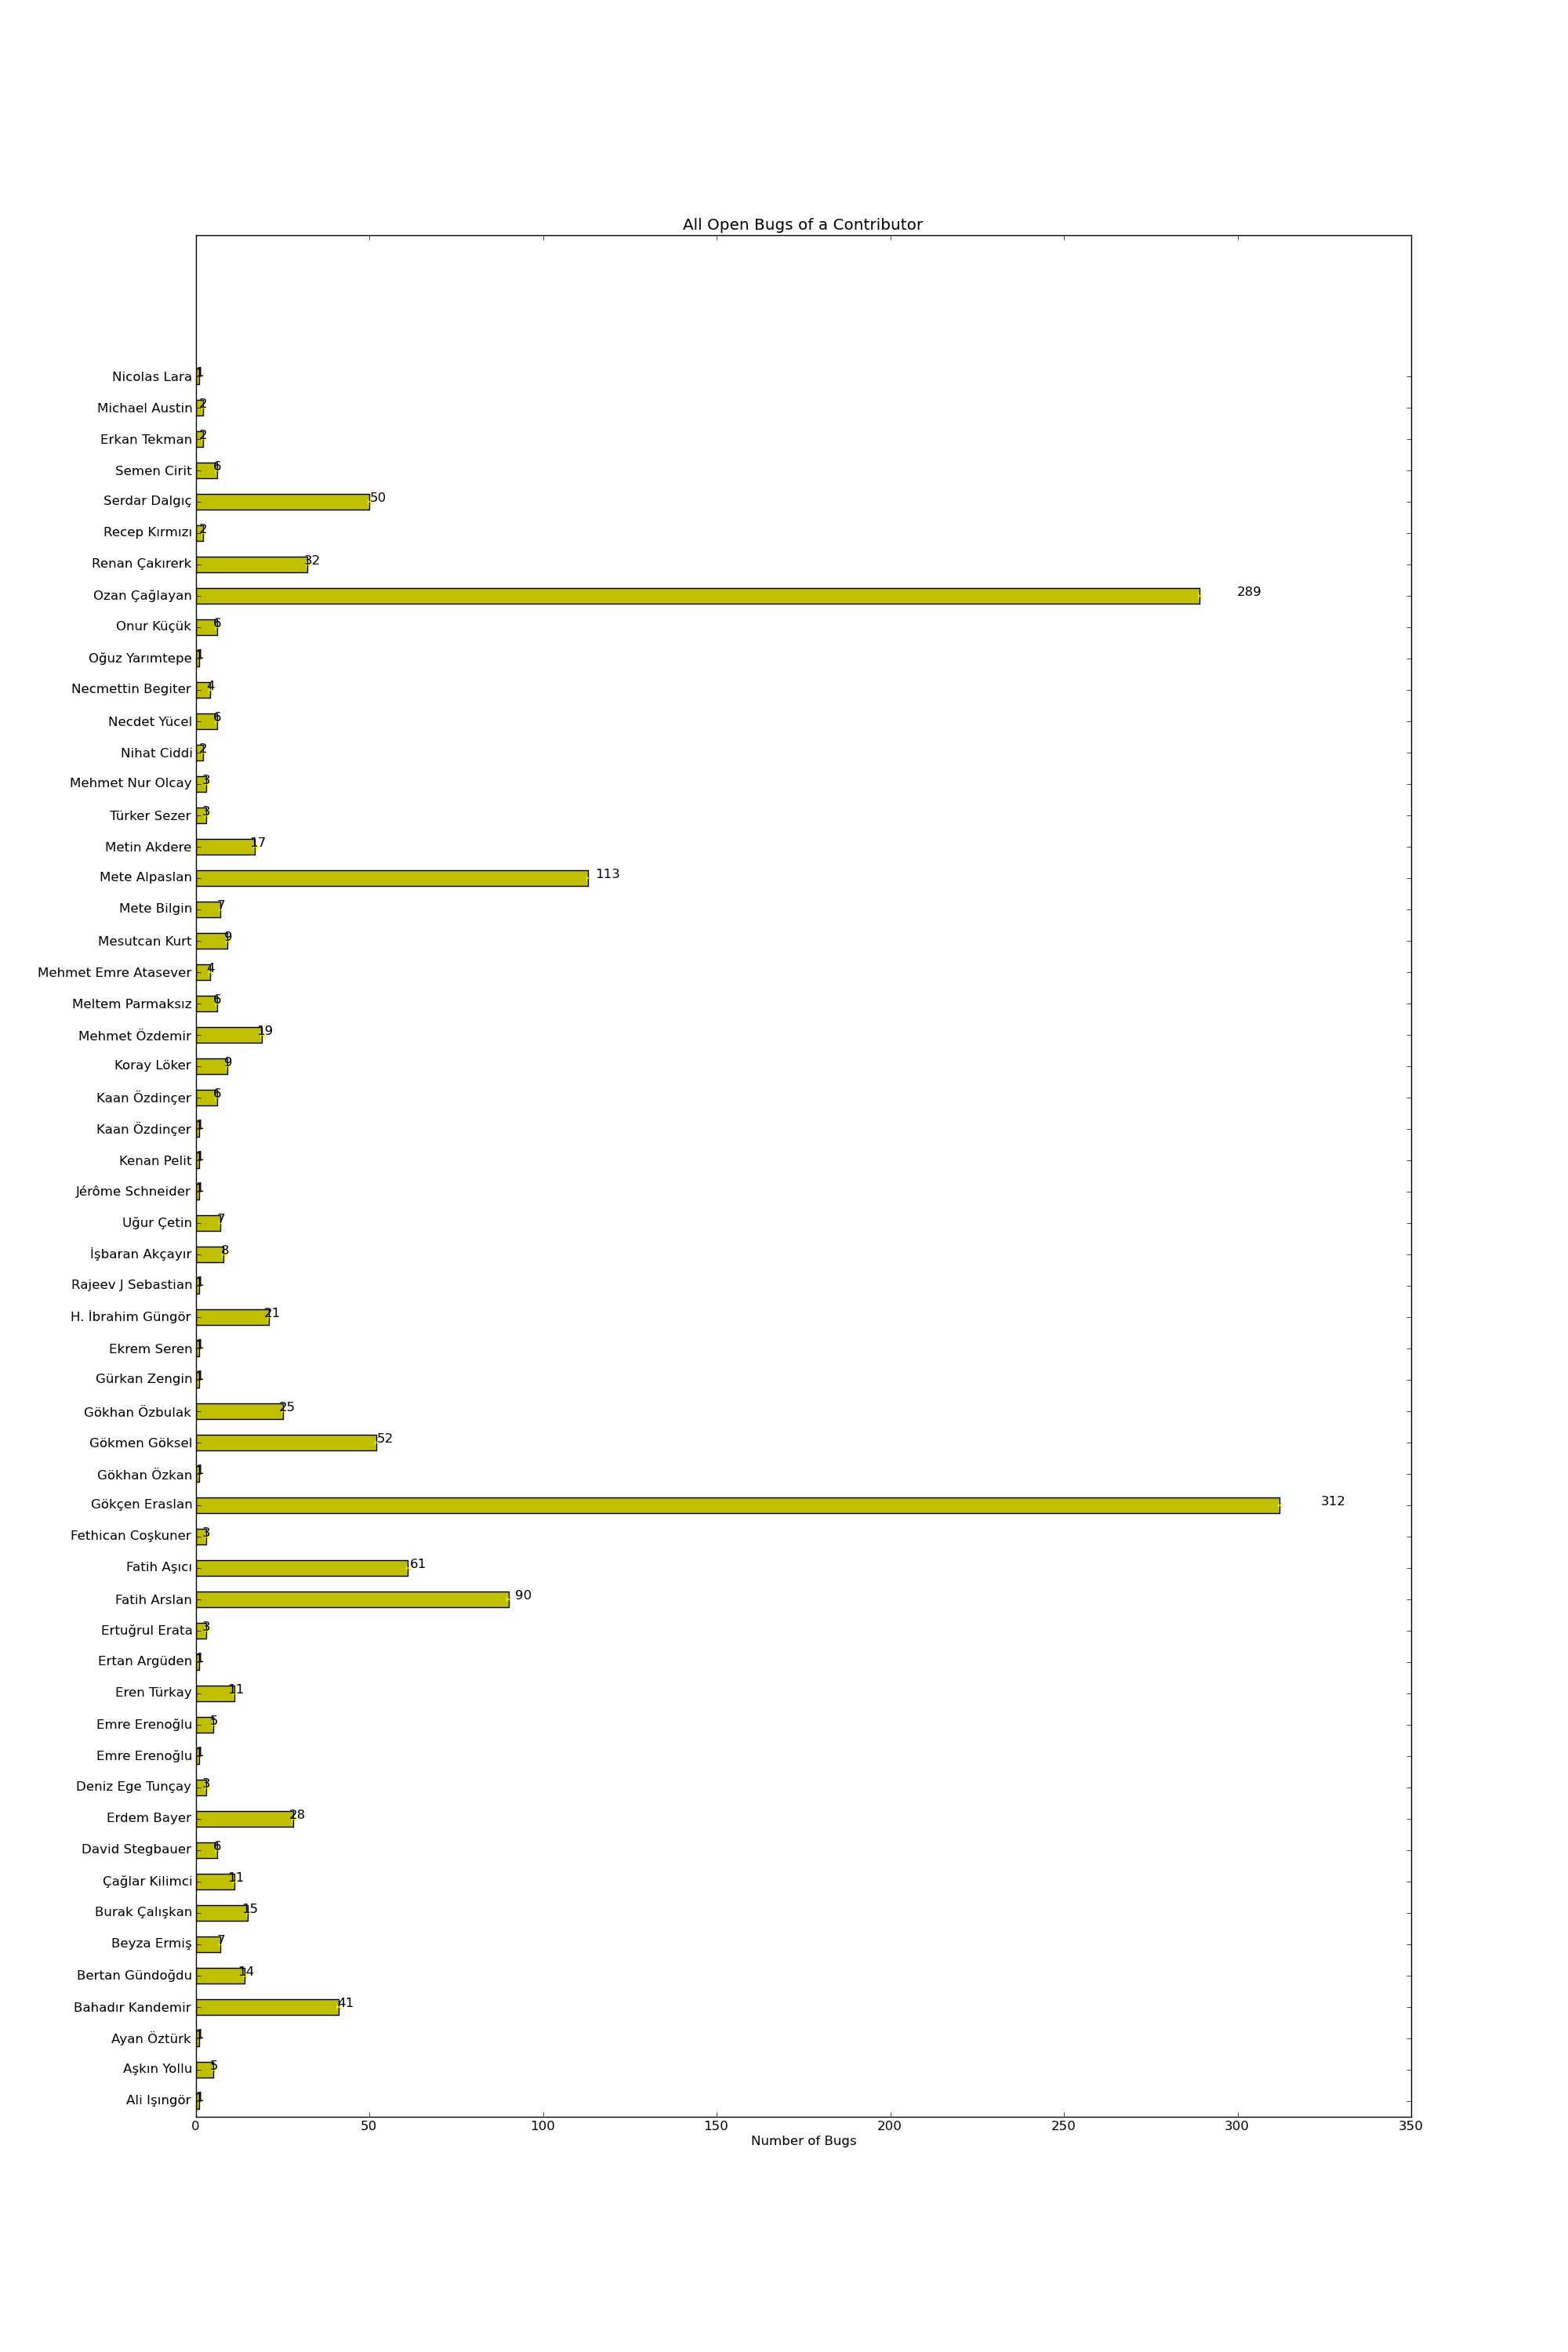 All Open Bugs of a Contributor
Nicolas Lara 1
Michael Austin 2
Erkan Tekman 2
Semen Cirit 6
Serdar Dalgıç 50
Recep Kırmızı 2
Renan Çakırerk 32
Ozan Çağlayan 289
Onur Küçük 6
Oğuz Yarımtepe 1
Necmettin Begiter 4
Necdet Yücel 6
Nihat Ciddi 2
Mehmet Nur Olcay 3
Türker Sezer 3
Metin Akdere 17
Mete Alpaslan 113
Mete Bilgin 7
Mesutcan Kurt 9
Mehmet Emre Atasever 4
Meltem Parmaksız 6
Mehmet Özdemir 19
Koray Löker 9
Kaan Özdinçer 6
Kaan Özdinçer 1
Kenan Pelit 1
Jérôme Schneider 1
Uğur Çetin 7
İşbaran Akçayır 8
Rajeev J Sebastian 1
H. İbrahim Güngör 21
Ekrem Seren 1
Gürkan Zengin 1
Gökhan Özbulak 25
Gökmen Göksel 52
Gökhan Özkan 1
Gökçen Eraslan 312
Fethican Coşkuner 3
Fatih Aşıcı 61
Fatih Arslan 90
Ertuğrul Erata 3
Ertan Argüden 1
Eren Türkay 11
Emre Erenoğlu 5
Emre Erenoğlu 1
Deniz Ege Tunçay 3
Erdem Bayer 28
David Stegbauer 6
Çağlar Kilimci 11
Burak Çalışkan 15
Beyza Ermiş 7
Bertan Gündoğdu 14
Bahadır Kandemir 41
Ayan Öztürk 1
Aşkın Yollu 5
Ali Işıngör 1
0 50 100 150 200 250 300 350
Number of Bugs